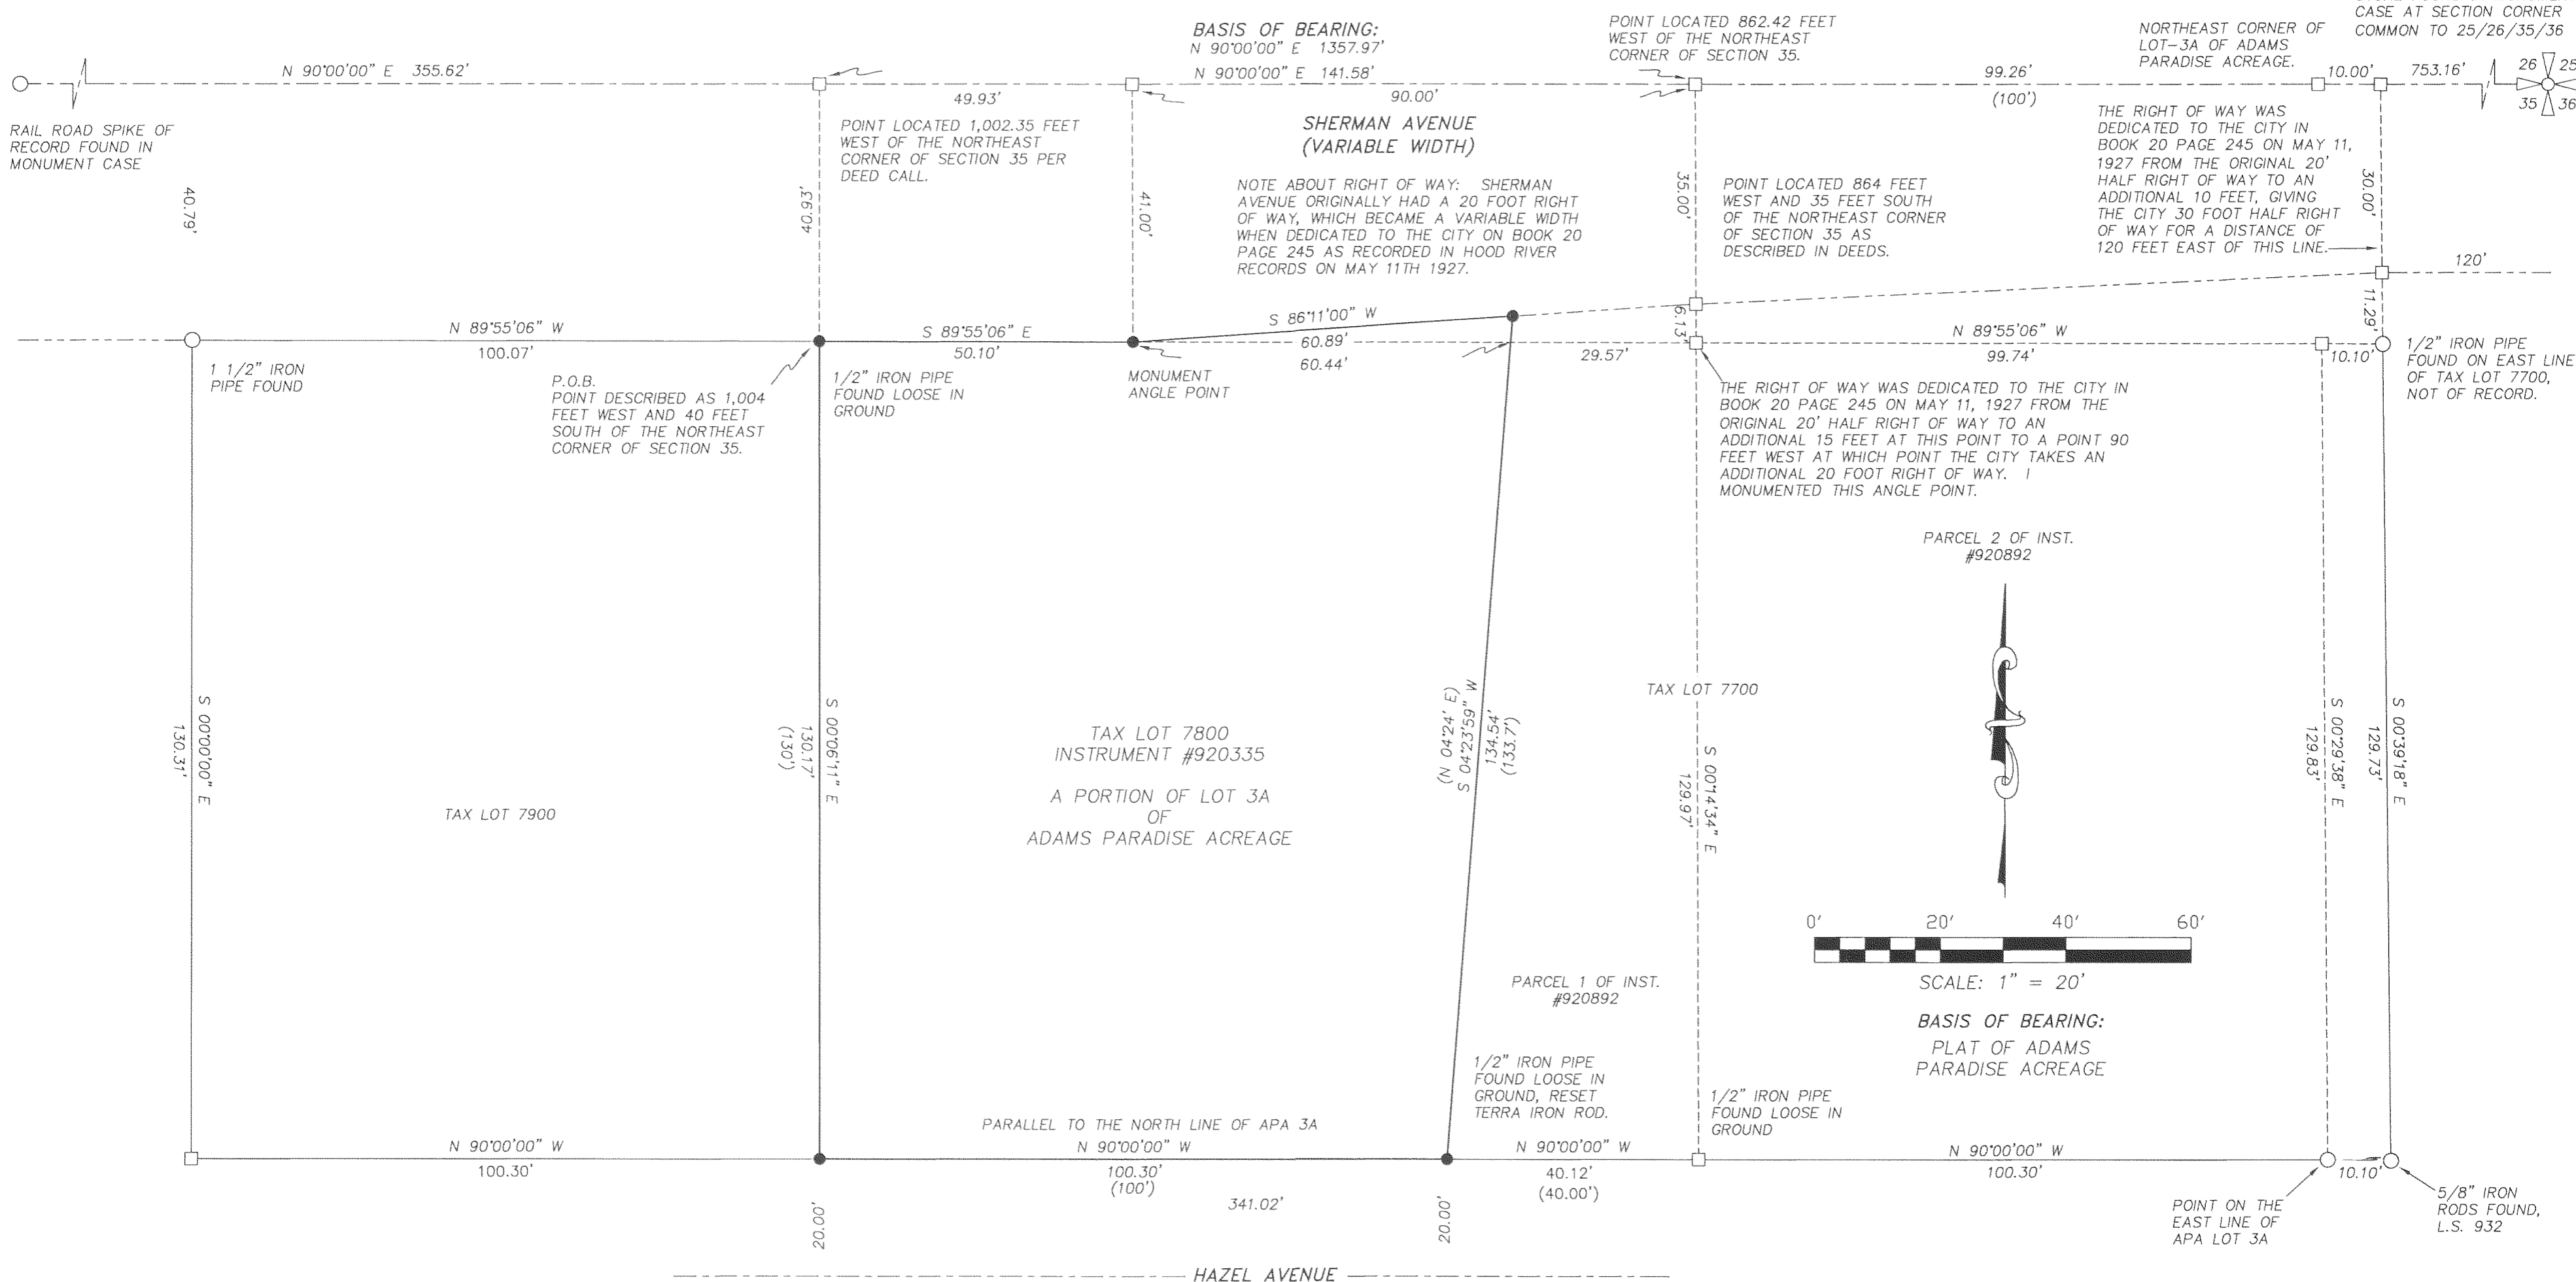 BASIS OF BEARING:
N 90°00'00" E 1357.97'
N 90°00'00" E 355.62'
N 90°00'00" E 141.58'
POINT LOCATED 862.42 FEET
WEST OF THE NORTHEAST
CORNER OF SECTION 35.
NORTHEAST CORNER OF
LOT-3A OF ADAMS
PARADISE ACREAGE.
CASE AT SECTION CORNER
COMMON TO 25/26/35/36
26 25
35 36
49.93'
90.00'
99.26'
(100')
10.00'
753.16'
RAIL ROAD SPIKE OF
RECORD FOUND IN
MONUMENT CASE
POINT LOCATED 1,002.35 FEET
WEST OF THE NORTHEAST
CORNER OF SECTION 35 PER
DEED CALL.
SHERMAN AVENUE
(VARIABLE WIDTH)
NOTE ABOUT RIGHT OF WAY: SHERMAN
AVENUE ORIGINALLY HAD A 20 FOOT RIGHT
OF WAY, WHICH BECAME A VARIABLE WIDTH
WHEN DEDICATED TO THE CITY ON BOOK 20
PAGE 245 AS RECORDED IN HOOD RIVER
RECORDS ON MAY 11TH 1927.
POINT LOCATED 864 FEET
WEST AND 35 FEET SOUTH
OF THE NORTHEAST CORNER
OF SECTION 35 AS
DESCRIBED IN DEEDS.
THE RIGHT OF WAY WAS
DEDICATED TO THE CITY IN
BOOK 20 PAGE 245 ON MAY 11,
1927 FROM THE ORIGINAL 20'
HALF RIGHT OF WAY TO AN
ADDITIONAL 10 FEET, GIVING
THE CITY 30 FOOT HALF RIGHT
OF WAY FOR A DISTANCE OF
120 FEET EAST OF THIS LINE.
40.79'
40.93'
41.00'
35.00'
30.00'
120'
6.13'
11.29'
N 89°55'06" W
100.07'
S 89°55'06" E
50.10'
S 86°11'00" W
60.89'
60.44'
29.57'
N 89°55'06" W
99.74'
10.10'
1 1/2" IRON
PIPE FOUND
P.O.B.
POINT DESCRIBED AS 1,004
FEET WEST AND 40 FEET
SOUTH OF THE NORTHEAST
CORNER OF SECTION 35.
1/2" IRON PIPE
FOUND LOOSE IN
GROUND
MONUMENT
ANGLE POINT
1/2" IRON PIPE
FOUND ON EAST LINE
OF TAX LOT 7700,
NOT OF RECORD.
THE RIGHT OF WAY WAS DEDICATED TO THE CITY IN
BOOK 20 PAGE 245 ON MAY 11, 1927 FROM THE
ORIGINAL 20' HALF RIGHT OF WAY TO AN
ADDITIONAL 15 FEET AT THIS POINT TO A POINT 90
FEET WEST AT WHICH POINT THE CITY TAKES AN
ADDITIONAL 20 FOOT RIGHT OF WAY. I
MONUMENTED THIS ANGLE POINT.
PARCEL 2 OF INST.
#920892
S 00°00'00" E
130.31'
TAX LOT 7900
S 00°06'11" E
130.17'
(130')
TAX LOT 7800
INSTRUMENT #920335
A PORTION OF LOT 3A
OF
ADAMS PARADISE ACREAGE
(N 04°24' E)
S 04°23'59" W
134.54'
(133.7')
TAX LOT 7700
S 00°14'34" E
129.97'
S 00°29'38" E
129.83'
S 00°39'18" E
129.73'
0' 20' 40' 60'
SCALE: 1" = 20'
BASIS OF BEARING:
PLAT OF ADAMS
PARADISE ACREAGE
PARCEL 1 OF INST.
#920892
1/2" IRON PIPE
FOUND LOOSE IN
GROUND, RESET
TERRA IRON ROD.
1/2" IRON PIPE
FOUND LOOSE IN
GROUND
PARALLEL TO THE NORTH LINE OF APA 3A
N 90°00'00" W
100.30'
N 90°00'00" W
100.30'
(100')
N 90°00'00" W
40.12'
(40.00')
N 90°00'00" W
100.30'
10.10'
341.02'
20.00'
20.00'
POINT ON THE
EAST LINE OF
APA LOT 3A
5/8" IRON
RODS FOUND,
L.S. 932
HAZEL AVENUE